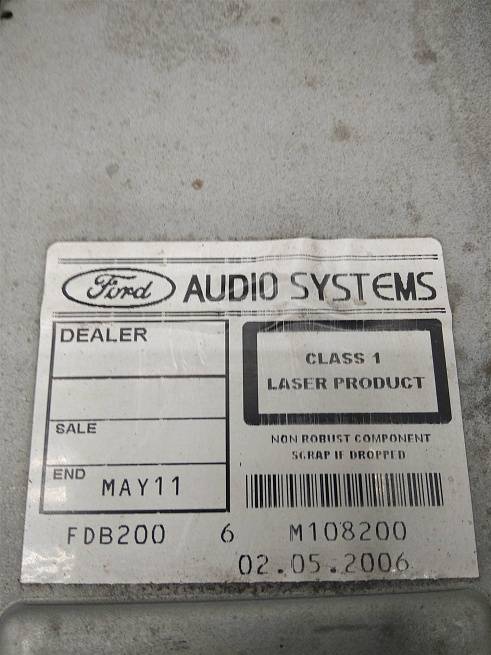 Ford AUDIO SYSTEMS
DEALER
SALE
END
MAY11
CLASS 1
LASER PRODUCT
NON ROBUST COMPONENT
SCRAP IF DROPPED
FDB200 6 M108200
02.05.2006